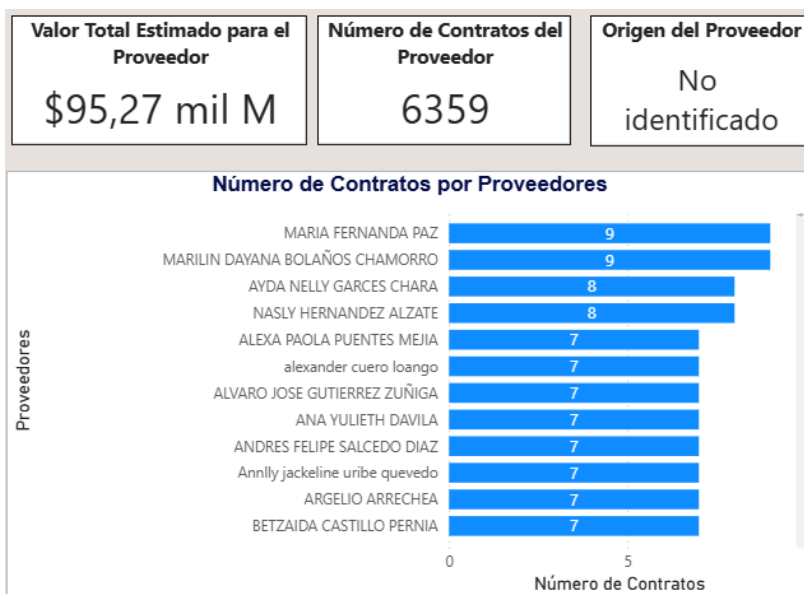 Valor Total Estimado para el
Proveedor
$95,27 mil M
Número de Contratos del
Proveedor
6359
Origen del Proveedor
No
identificado
Número de Contratos por Proveedores
Proveedores
MARIA FERNANDA PAZ 9
MARILIN DAYANA BOLAÑOS CHAMORRO 9
AYDA NELLY GARCES CHARA 8
NASLY HERNANDEZ ALZATE 8
ALEXA PAOLA PUENTES MEJIA 7
alexander cuero loango 7
ALVARO JOSE GUTIERREZ ZUÑIGA 7
ANA YULIETH DAVILA 7
ANDRES FELIPE SALCEDO DIAZ 7
Annlly jackeline uribe quevedo 7
ARGELIO ARRECHEA 7
BETZAIDA CASTILLO PERNIA 7
0 5
Número de Contratos